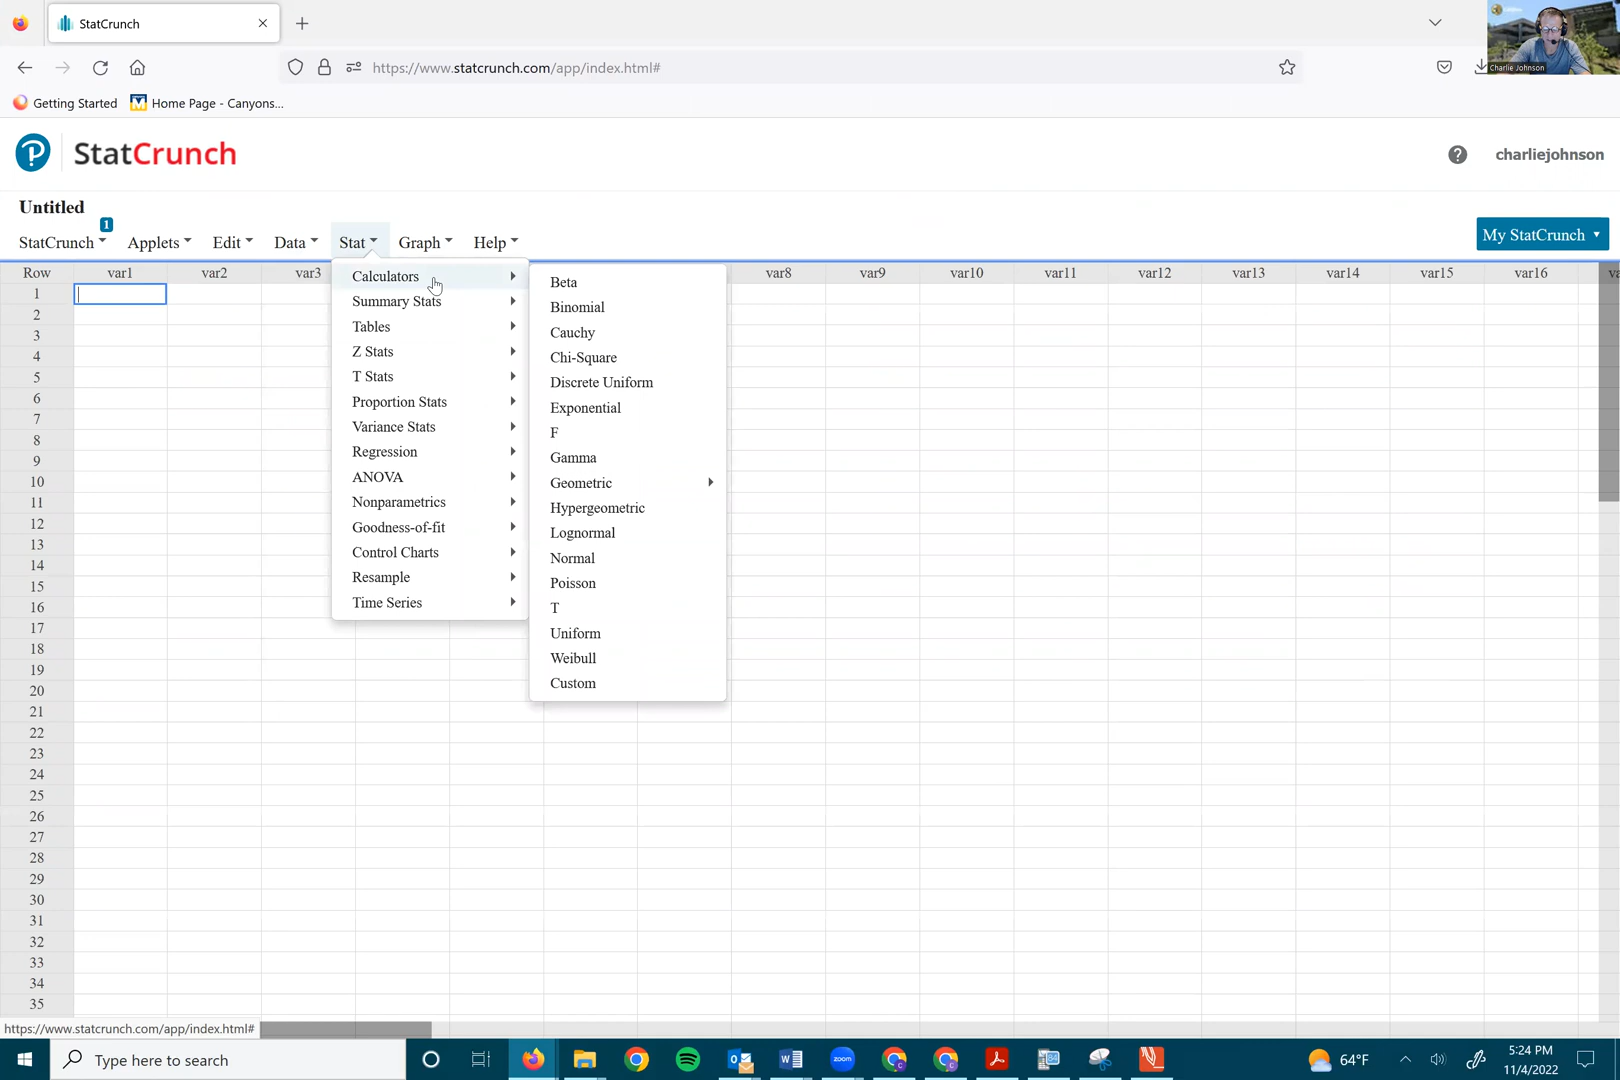 StatCrunch
https://www.statcrunch.com/app/index.html#
Charlie Johnson
Getting Started
Home Page - Canyons...
P StatCrunch
? charliejohnson
Untitled
1
StatCrunch Applets Edit Data Stat Graph Help
My StatCrunch
Row var1 var2 var3 var8 var9 var10 var11 var12 var13 var14 var15 var16 va
1
2
3
4
5
6
7
8
9
10
11
12
13
14
15
16
17
18
19
20
21
22
23
24
25
26
27
28
29
30
31
32
33
34
35
Calculators
Summary Stats
Tables
Z Stats
T Stats
Proportion Stats
Variance Stats
Regression
ANOVA
Nonparametrics
Goodness-of-fit
Control Charts
Resample
Time Series
Beta
Binomial
Cauchy
Chi-Square
Discrete Uniform
Exponential
F
Gamma
Geometric
Hypergeometric
Lognormal
Normal
Poisson
T
Uniform
Weibull
Custom
https://www.statcrunch.com/app/index.html#
Type here to search
zoom
64°F
5:24 PM
11/4/2022